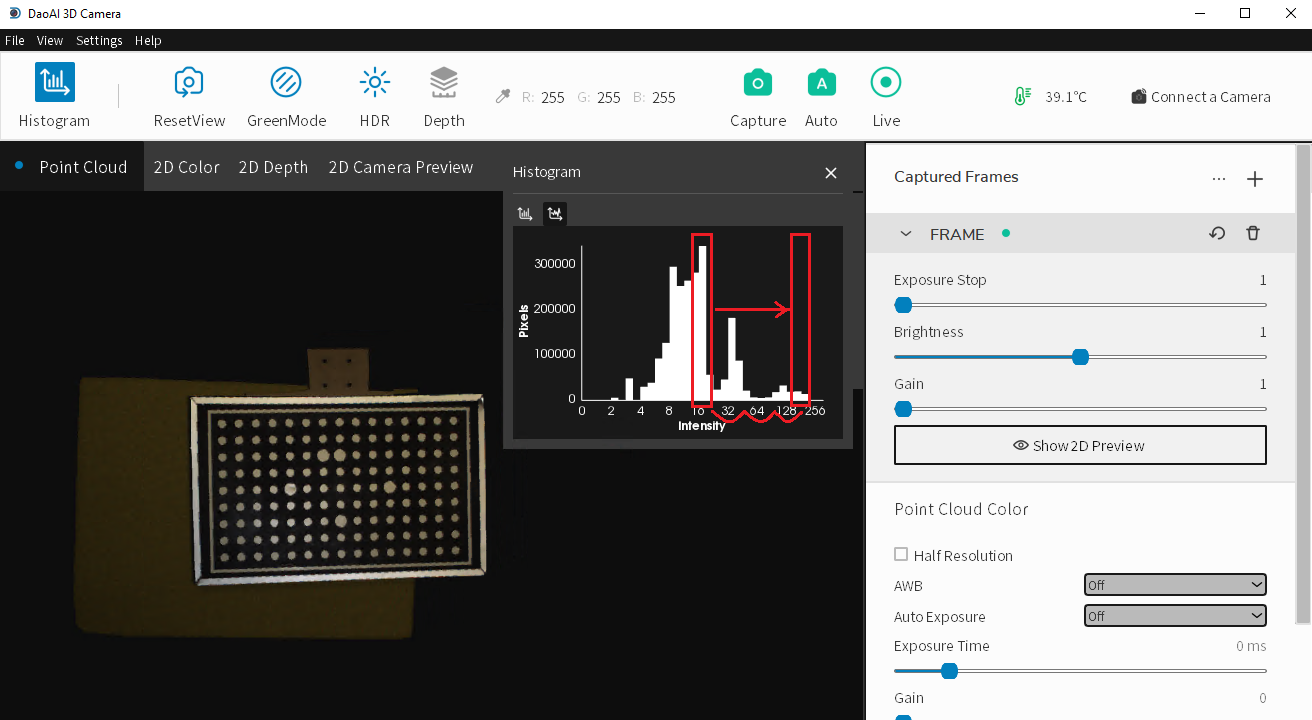 DaoAI 3D Camera
File View Settings Help
Histogram ResetView GreenMode HDR Depth R: 255 G: 255 B: 255 Capture Auto Live 39.1°C Connect a Camera
Point Cloud 2D Color 2D Depth 2D Camera Preview
Histogram
Pixels
300000
200000
100000
0
0 2 4 8 16 32 64 128 256
Intensity
Captured Frames
FRAME
Exposure Stop 1
Brightness 1
Gain 1
Show 2D Preview
Point Cloud Color
Half Resolution
AWB Off
Auto Exposure Off
Exposure Time 0 ms
Gain 0